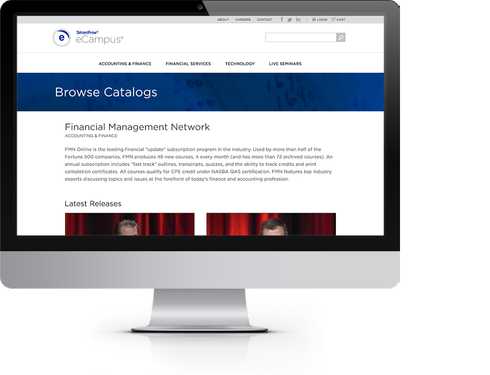 ABOUT CAREERS CONTACT LOGIN CART
SmartPros®
eCampus®
ACCOUNTING & FINANCE FINANCIAL SERVICES TECHNOLOGY LIVE SEMINARS
Browse Catalogs
Financial Management Network
ACCOUNTING & FINANCE
FMN Online is the leading financial "update" subscription program in the industry. Used by more than half of the
Fortune 500 companies, FMN produces 48 new courses, 4 every month (and has more than 72 archived courses). An
annual subscription includes "fast track" outlines, transcripts, quizzes, and the ability to track credits and print
completion certificates. All courses qualify for CPE credit under NASBA QAS certification. FMN features top industry
experts discussing topics and issues at the forefront of today's finance and accounting profession.
Latest Releases